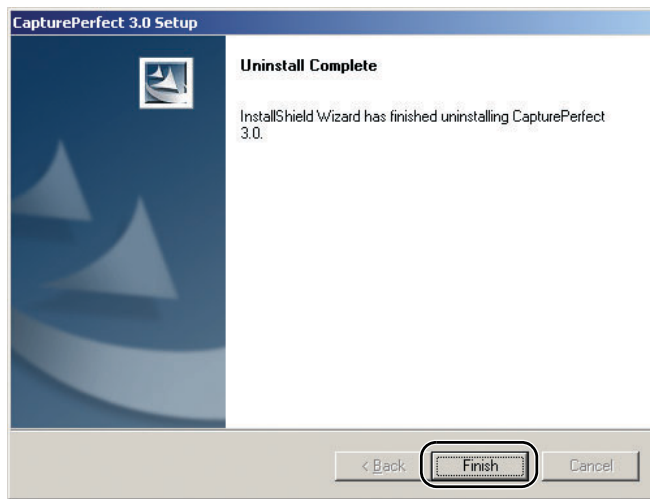 CapturePerfect 3.0 Setup
Uninstall Complete
InstallShield Wizard has finished uninstalling CapturePerfect
3.0.
< Back Finish Cancel